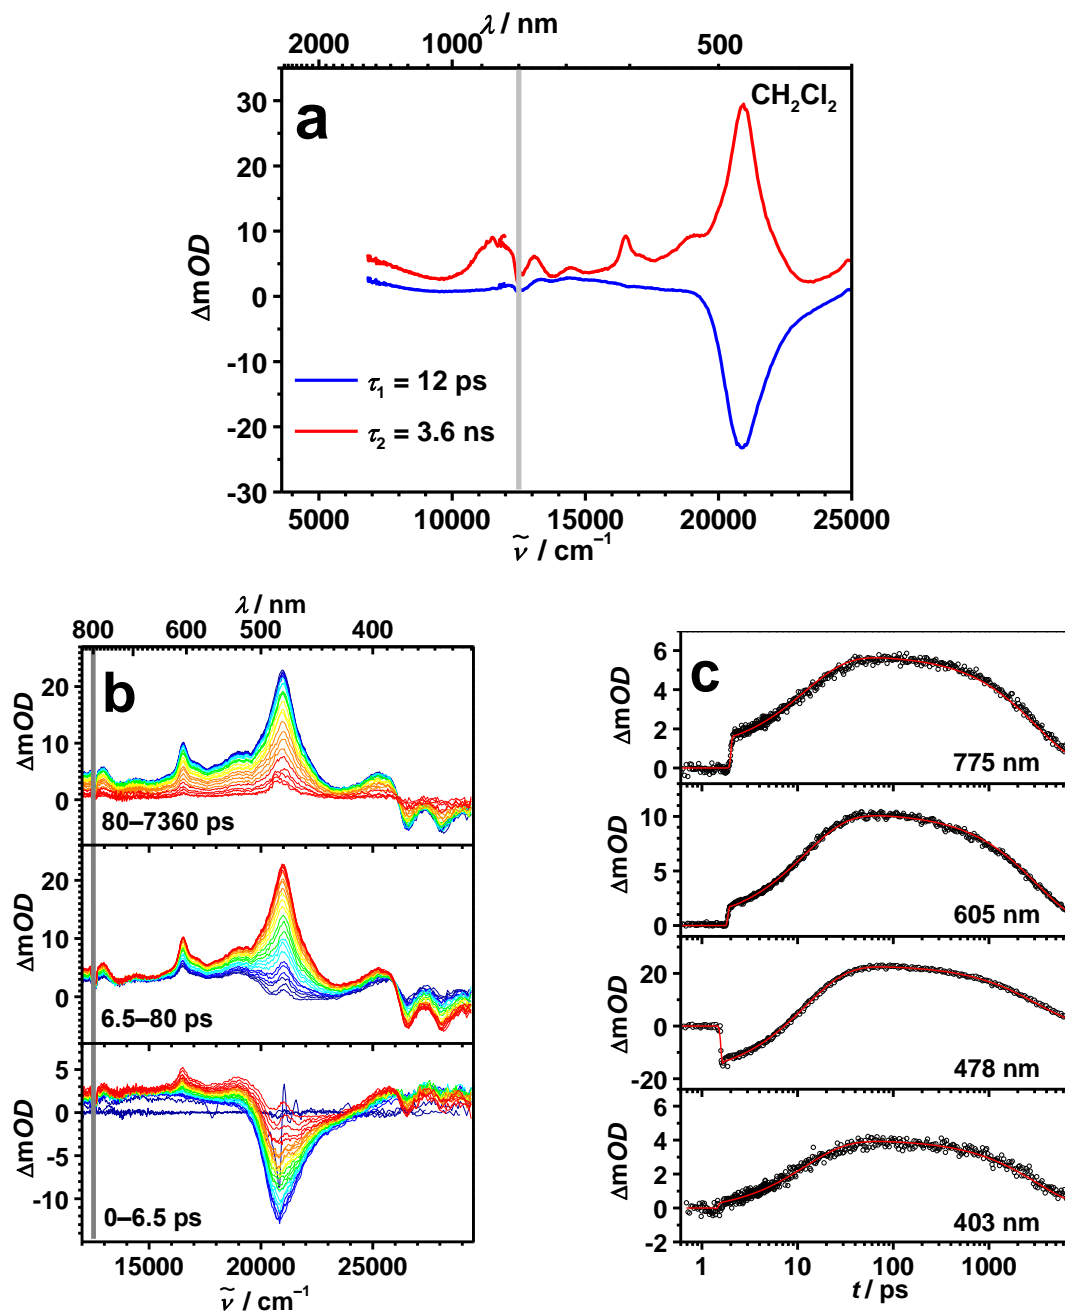 λ / nm
2000 1000 500
a
CH₂Cl₂
30
20
10
0
-10
-20
-30
ΔmOD
τ₁ = 12 ps
τ₂ = 3.6 ns
5000 10000 15000 20000 25000
ν̃ / cm⁻¹
λ / nm
800 600 500 400
b
20
10
0
ΔmOD
80–7360 ps
20
10
0
ΔmOD
6.5–80 ps
5
0
-5
-10
ΔmOD
0–6.5 ps
15000 20000 25000
ν̃ / cm⁻¹
c
6
4
2
0
ΔmOD
775 nm
10
5
0
ΔmOD
605 nm
20
0
-20
ΔmOD
478 nm
6
4
2
0
-2
ΔmOD
403 nm
1 10 100 1000
t / ps